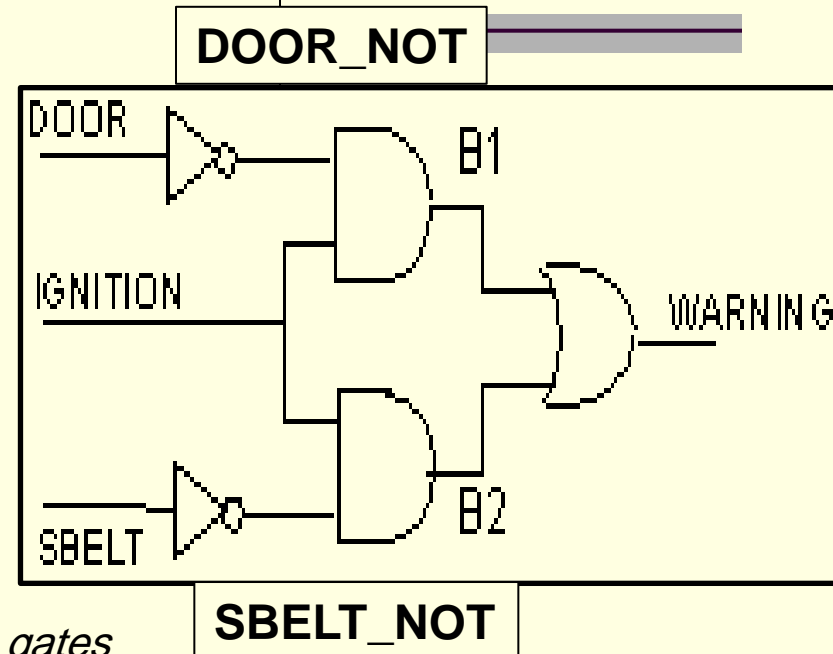 DOOR_NOT
DOOR
B1
IGNITION
WARNING
B2
SBELT
SBELT_NOT
gates